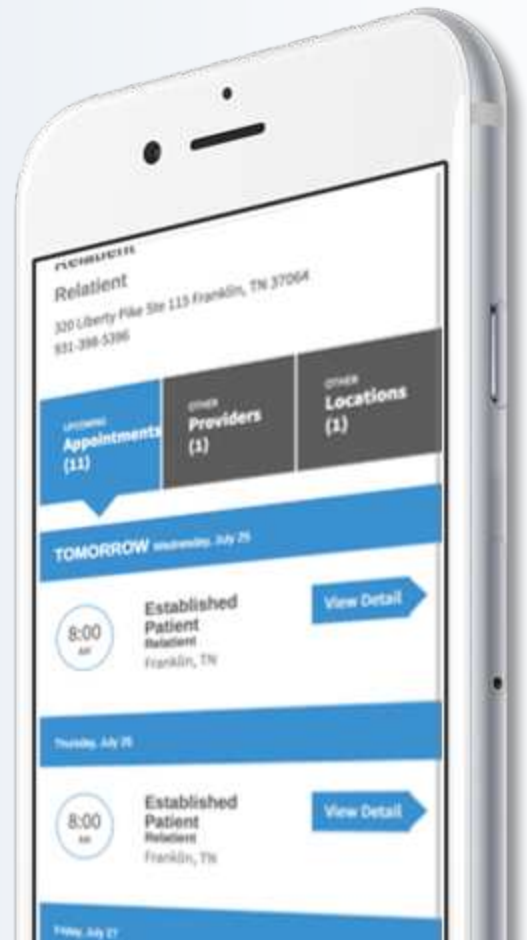 Relatient
320 Liberty Pike Ste 115 Franklin, TN 37064
931-398-5396
UPCOMING
Appointments
(11)
OTHER
Providers
(1)
OTHER
Locations
(1)
TOMORROW Wednesday, July 25
8:00
AM
Established
Patient
Relatient
Franklin, TN
View Detail
Thursday, July 26
8:00
AM
Established
Patient
Relatient
Franklin, TN
View Detail
Friday, July 27